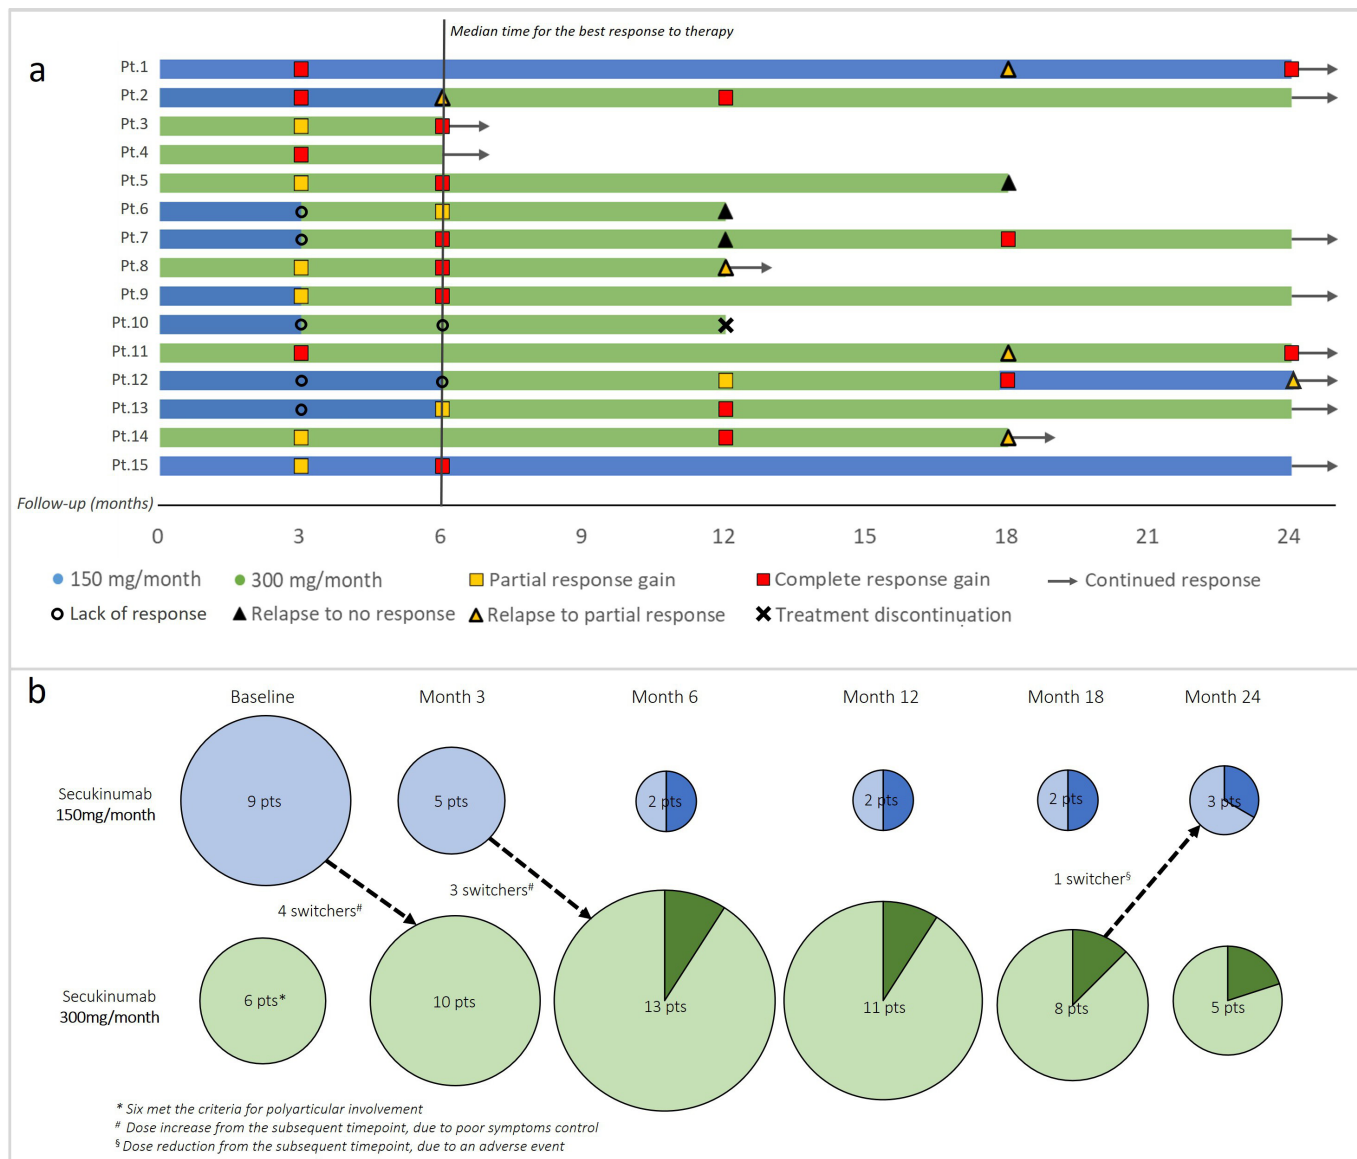 Median time for the best response to therapy
a
Pt.1
Pt.2
Pt.3
Pt.4
Pt.5
Pt.6
Pt.7
Pt.8
Pt.9
Pt.10
Pt.11
Pt.12
Pt.13
Pt.14
Pt.15
Follow-up (months)
0 3 6 9 12 15 18 21 24
150 mg/month 300 mg/month Partial response gain Complete response gain Continued response
Lack of response Relapse to no response Relapse to partial response Treatment discontinuation
b
Baseline Month 3 Month 6 Month 12 Month 18 Month 24
Secukinumab
150mg/month
9 pts 5 pts 2 pts 2 pts 2 pts 3 pts
4 switchers# 3 switchers# 1 switcher§
Secukinumab
300mg/month
6 pts* 10 pts 13 pts 11 pts 8 pts 5 pts
* Six met the criteria for polyarticular involvement
# Dose increase from the subsequent timepoint, due to poor symptoms control
§ Dose reduction from the subsequent timepoint, due to an adverse event